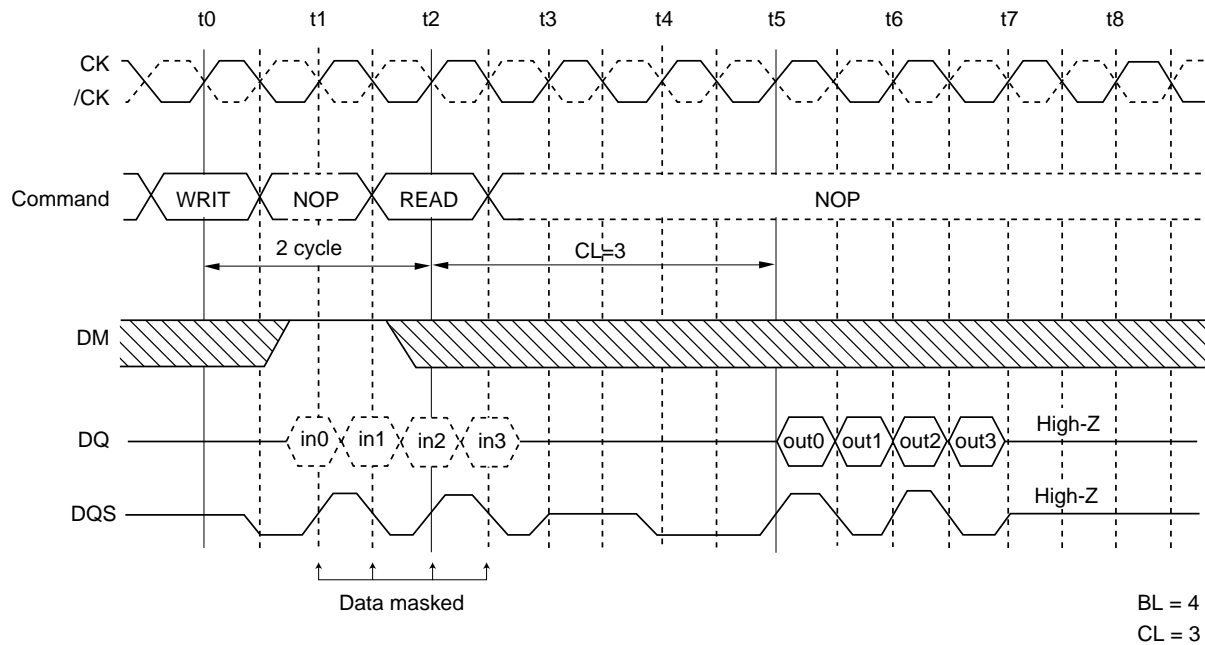 t0 t1 t2 t3 t4 t5 t6 t7 t8
CK
/CK
Command WRIT NOP READ NOP
2 cycle CL=3
DM
DQ in0 in1 in2 in3 out0 out1 out2 out3 High-Z
DQS High-Z
Data masked
BL = 4
CL = 3